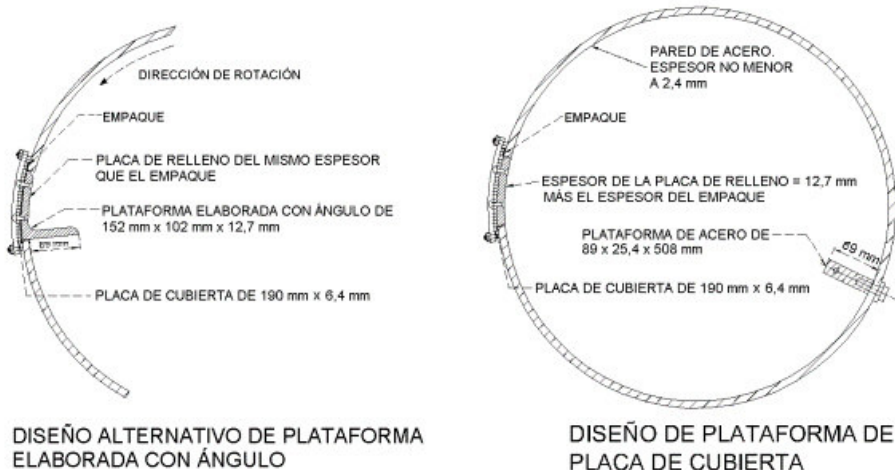 DIRECCIÓN DE ROTACIÓN
EMPAQUE
PLACA DE RELLENO DEL MISMO ESPESOR
QUE EL EMPAQUE
PLATAFORMA ELABORADA CON ÁNGULO DE
152 mm x 102 mm x 12,7 mm
89 mm
PLACA DE CUBIERTA DE 190 mm x 6,4 mm
DISEÑO ALTERNATIVO DE PLATAFORMA
ELABORADA CON ÁNGULO
PARED DE ACERO.
ESPESOR NO MENOR
A 2,4 mm
EMPAQUE
ESPESOR DE LA PLACA DE RELLENO = 12,7 mm
MÁS EL ESPESOR DEL EMPAQUE
PLATAFORMA DE ACERO DE
89 x 25,4 x 508 mm
89 mm
PLACA DE CUBIERTA DE 190 mm x 6,4 mm
DISEÑO DE PLATAFORMA DE
PLACA DE CUBIERTA